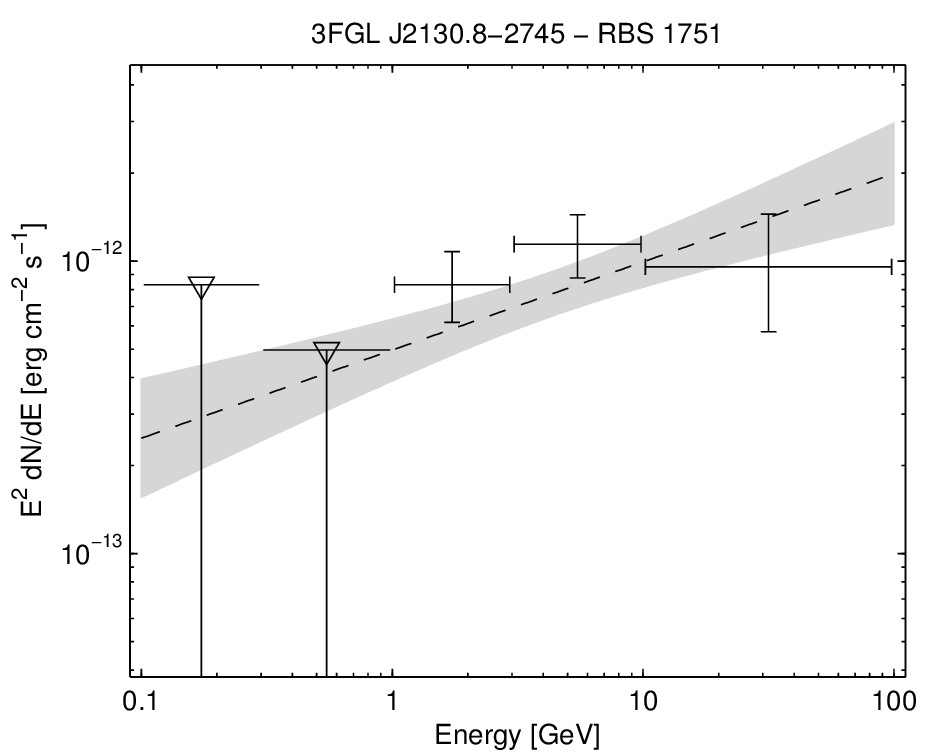 3FGL J2130.8−2745 − RBS 1751
E² dN/dE [erg cm⁻² s⁻¹]
10⁻¹²
10⁻¹³
0.1 1 10 100
Energy [GeV]